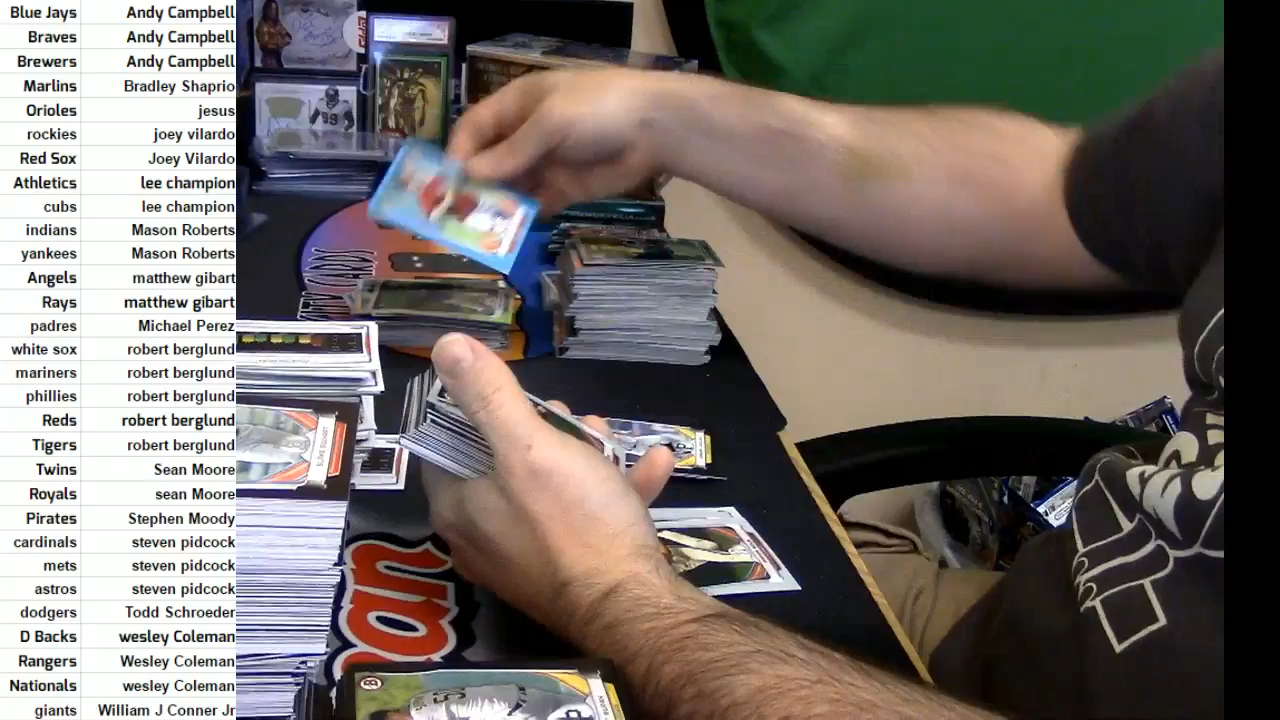 Blue Jays Andy Campbell
Braves Andy Campbell
Brewers Andy Campbell
Marlins Bradley Shaprio
Orioles jesus
rockies joey vilardo
Red Sox Joey Vilardo
Athletics lee champion
cubs lee champion
indians Mason Roberts
yankees Mason Roberts
Angels matthew gibart
Rays matthew gibart
padres Michael Perez
white sox robert berglund
mariners robert berglund
phillies robert berglund
Reds robert berglund
Tigers robert berglund
Twins Sean Moore
Royals sean Moore
Pirates Stephen Moody
cardinals steven pidcock
mets steven pidcock
astros steven pidcock
dodgers Todd Schroeder
D Backs wesley Coleman
Rangers Wesley Coleman
Nationals wesley Coleman
giants William J Conner Jr
99